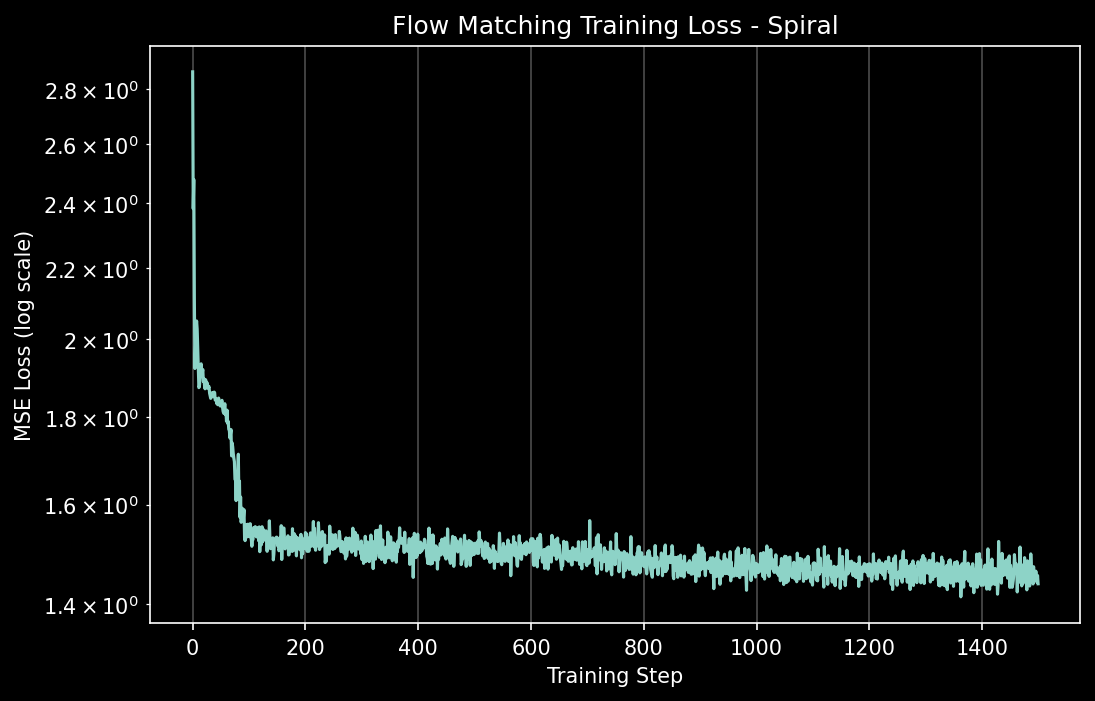 Flow Matching Training Loss - Spiral
MSE Loss (log scale)
2.8 × 10⁰
2.6 × 10⁰
2.4 × 10⁰
2.2 × 10⁰
2 × 10⁰
1.8 × 10⁰
1.6 × 10⁰
1.4 × 10⁰
0 200 400 600 800 1000 1200 1400
Training Step